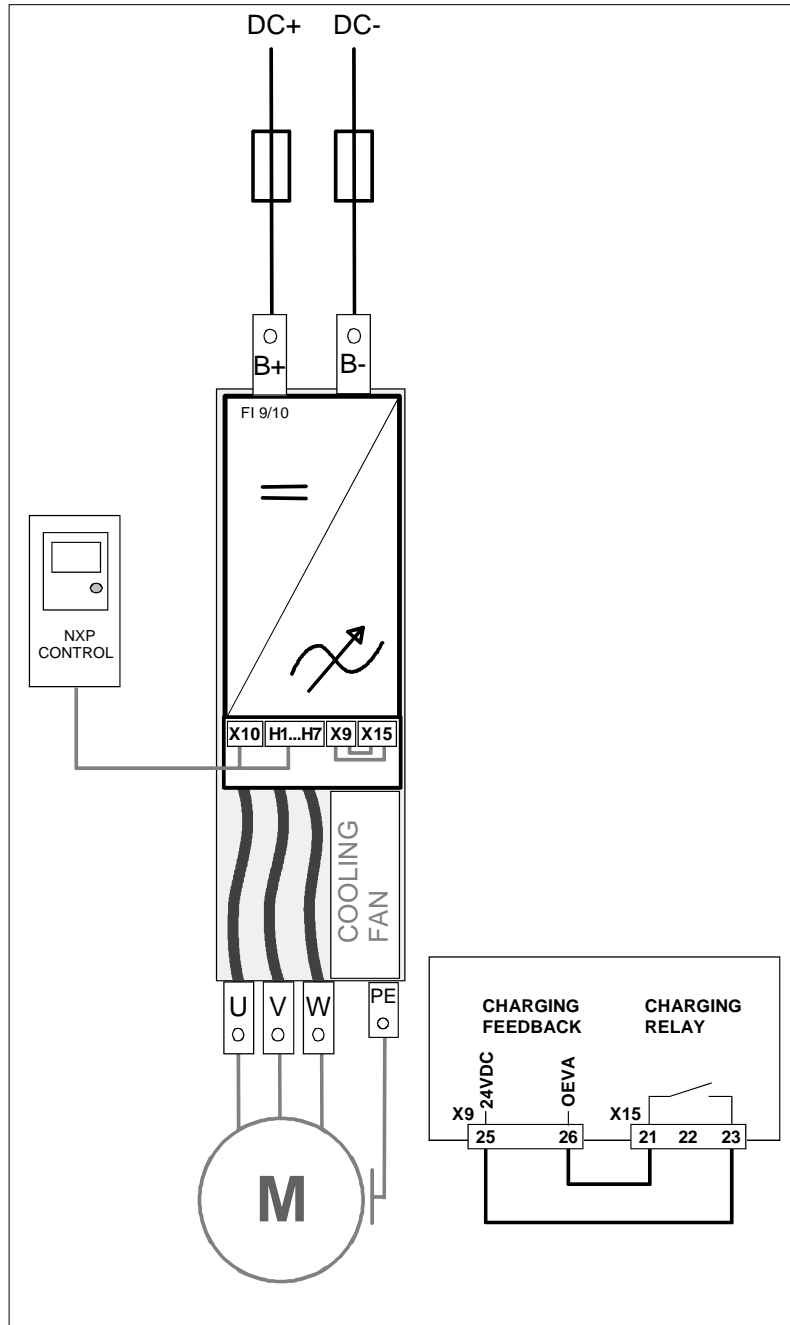 DC+ DC-
B+ B-
FI 9/10
NXP
CONTROL
X10 H1...H7 X9 X15
COOLING
FAN
U V W PE
M
CHARGING
FEEDBACK
CHARGING
RELAY
24VDC
OEVA
X9 X15
25 26 21 22 23